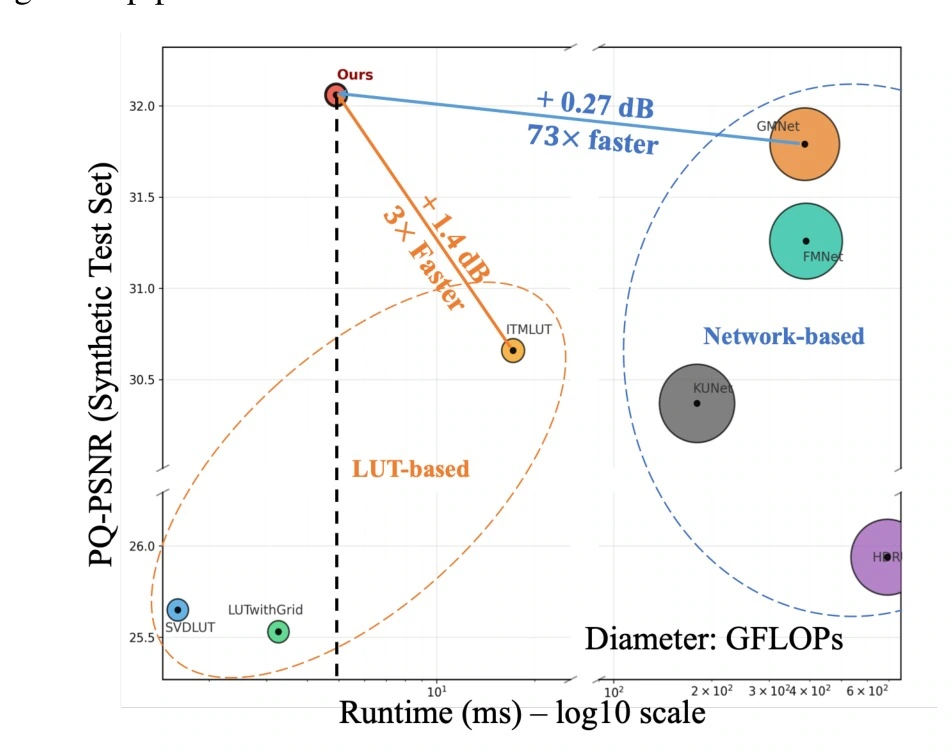 Ours
+ 0.27 dB
73× faster
GMNet
32.0
31.5
+ 1.4 dB
3× Faster
FMNet
31.0
ITMLUT
Network-based
30.5
KUNet
LUT-based
PQ-PSNR (Synthetic Test Set)
26.0
HDRU
SVDLUT
LUTwithGrid
25.5
Diameter: GFLOPs
10¹
10²
2 × 10²
3 × 10²
4 × 10²
6 × 10²
Runtime (ms) – log10 scale